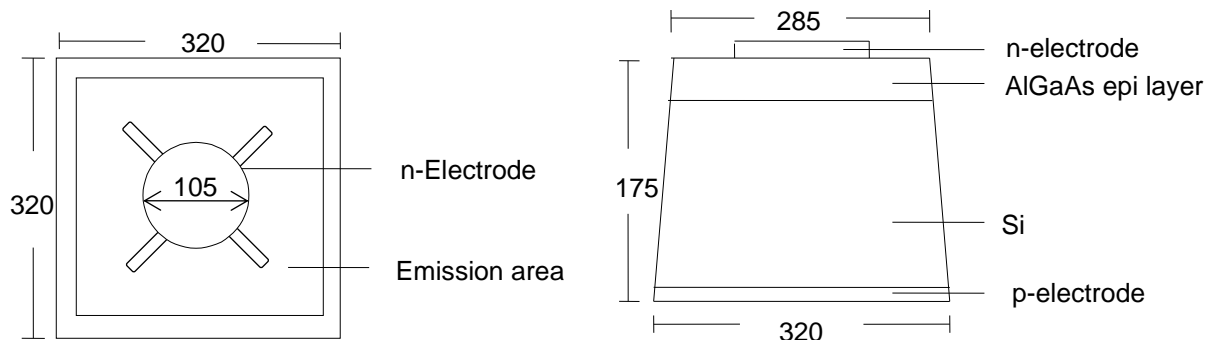 320
320
105
n-Electrode
Emission area
285
175
n-electrode
AlGaAs epi layer
Si
p-electrode
320